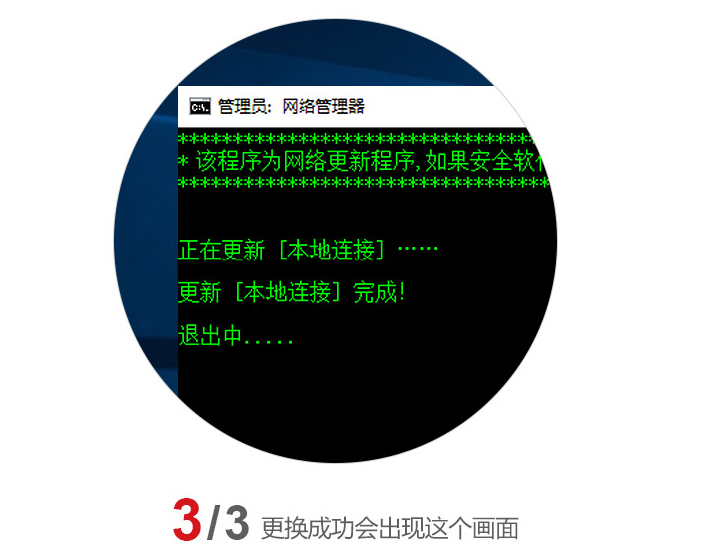 管理员: 网络管理器
***********************************
* 该程序为网络更新程序,如果安全软
***********************************
正在更新 [本地连接] ……
更新 [本地连接] 完成!
退出中.....
3/3 更换成功会出现这个画面